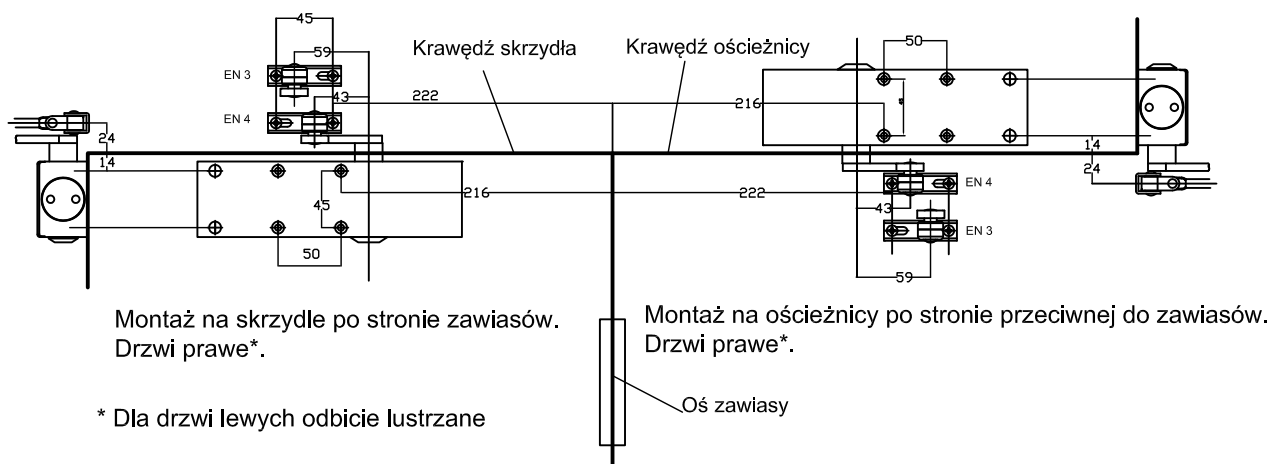 45
59
Krawędź skrzydła
Krawędź ościeżnicy
50
EN 3
43
222
216
45
EN 4
24
14
14
24
216
222
EN 4
45
43
EN 3
50
59
Montaż na skrzydle po stronie zawiasów.
Drzwi prawe*.
Montaż na ościeżnicy po stronie przeciwnej do zawiasów.
Drzwi prawe*.
Oś zawiasy
* Dla drzwi lewych odbicie lustrzane